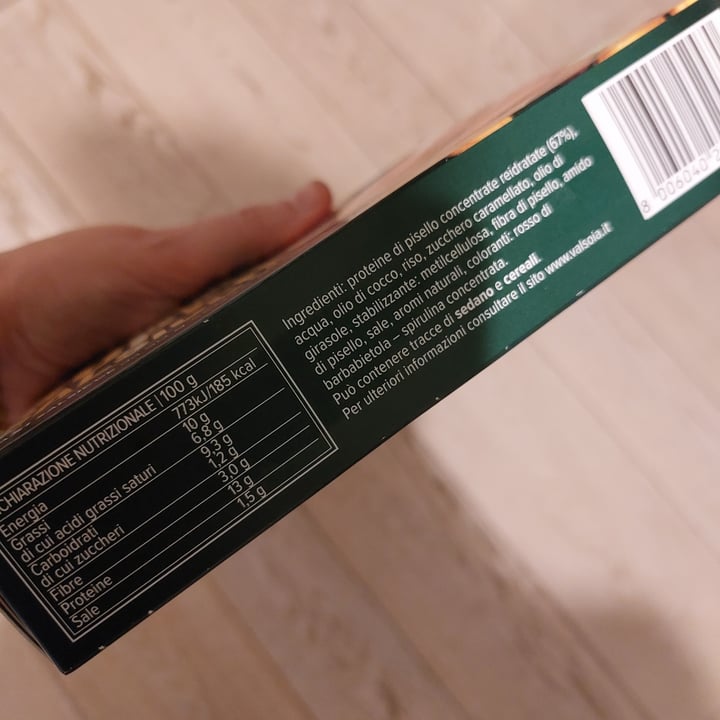 Ingredienti: proteine di pisello concentrate reidratate (67%),
acqua, olio di cocco, riso, zucchero caramellato, olio di
girasole, stabilizzante: metilcellulosa, fibra di pisello, amido
di pisello, sale, aromi naturali, coloranti: rosso di
barbabietola – spirulina concentrata.
Può contenere tracce di sedano e cereali.
Per ulteriori informazioni consultare il sito www.valsoia.it
8 006040
CHIARAZIONE NUTRIZIONALE | 100 g
Energia 773kJ/185 kcal
Grassi 10 g
di cui acidi grassi saturi 6,8 g
Carboidrati 9,3 g
di cui zuccheri 1,2 g
Fibre 3,0 g
Proteine 13 g
Sale 1,5 g